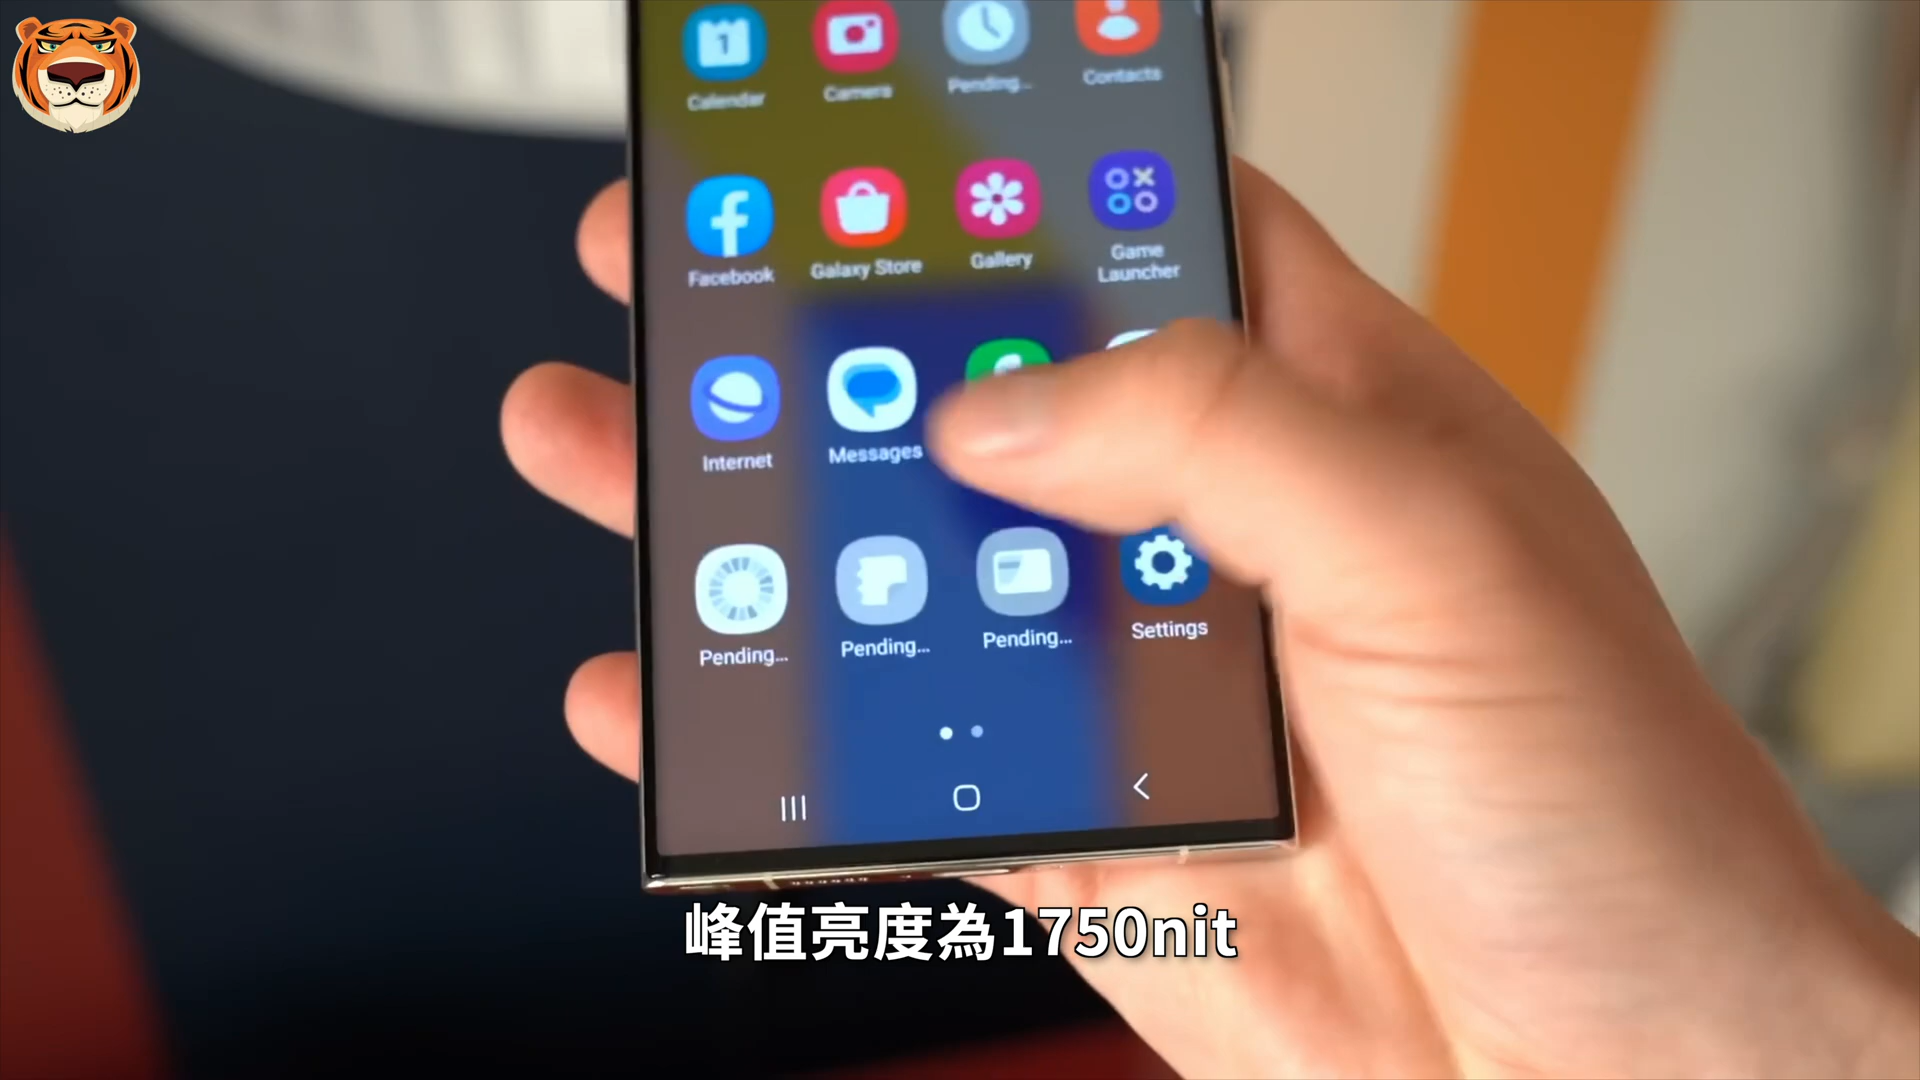 1
Calendar
Camera
Pending...
Contacts
Facebook
Galaxy Store
Gallery
Game
Launcher
Internet
Messages
Pending...
Pending...
Pending...
Settings
峰值亮度為1750nit